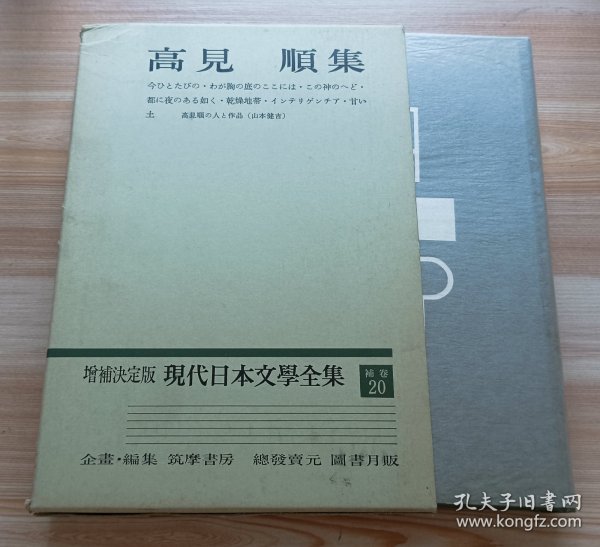 高見 順集
今ひとたびの・わが胸の底のここには・この神のへど・
都に夜のある如く・乾燥地帯・インテリゲンチア・甘い
土 高見順の人と作品(山本健吉)
增補決定版 現代日本文學全集 補卷 20
企畫・編集 筑摩書房 總發賣元 圖書月販
孔夫子旧书网
www.kongfz.com